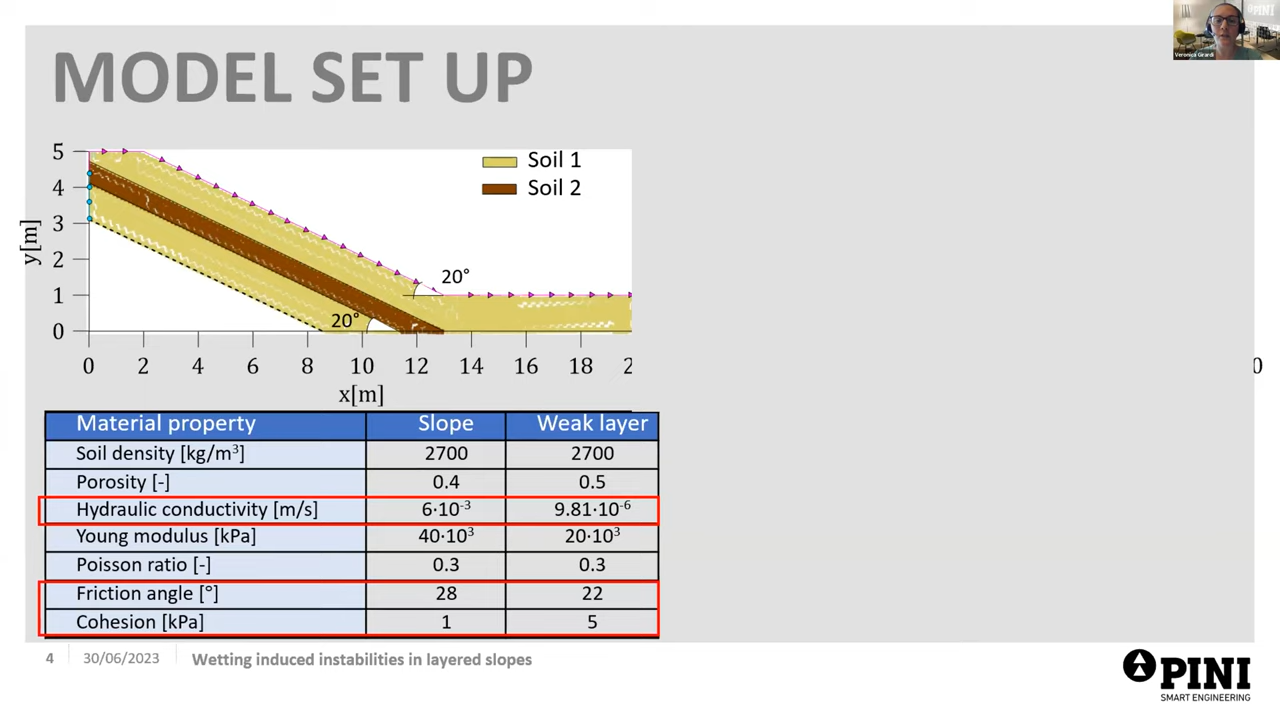 PINI
Veronica Girardi
MODEL SET UP
Soil 1
Soil 2
5
4
3
2
1
0
y[m]
20°
20°
0 2 4 6 8 10 12 14 16 18 2
0
x[m]
Material property Slope Weak layer
Soil density [kg/m³] 2700 2700
Porosity [-] 0.4 0.5
Hydraulic conductivity [m/s] 6·10⁻³ 9.81·10⁻⁶
Young modulus [kPa] 40·10³ 20·10³
Poisson ratio [-] 0.3 0.3
Friction angle [°] 28 22
Cohesion [kPa] 1 5
4 30/06/2023 Wetting induced instabilities in layered slopes
PINI
SMART ENGINEERING